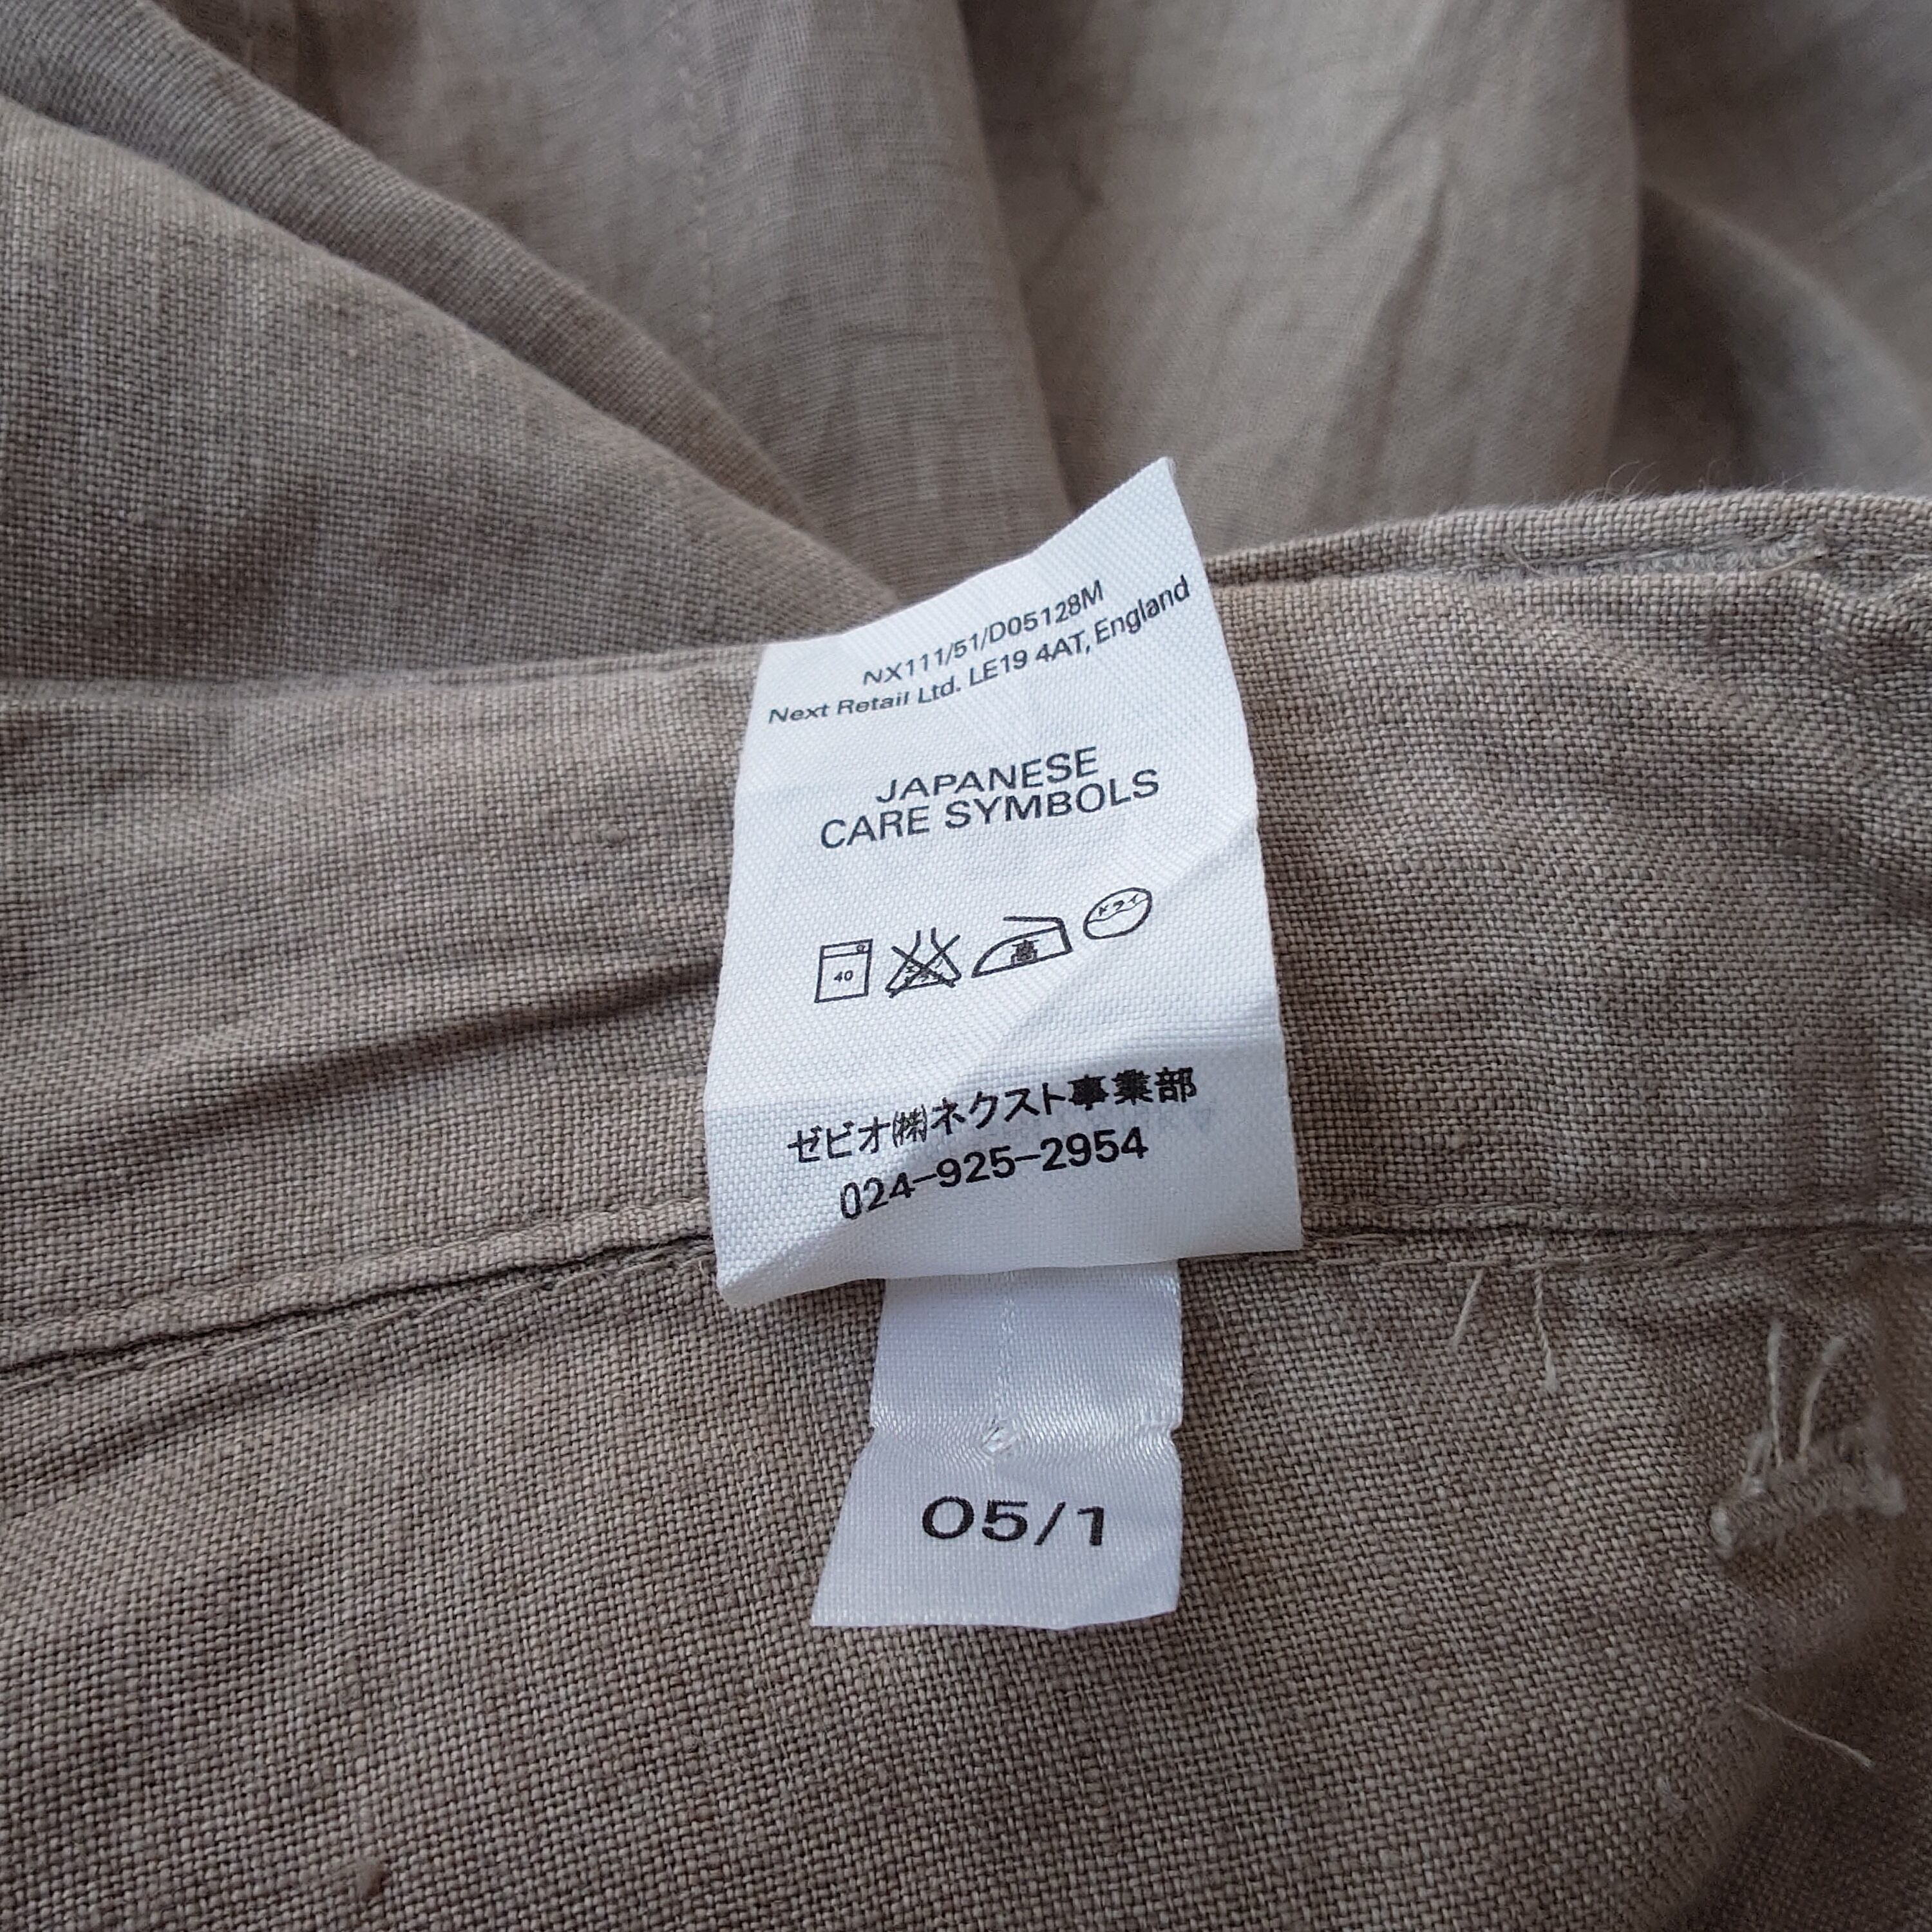 NX111/51/D05128M
Next Retail Ltd. LE19 4AT, England
JAPANESE
CARE SYMBOLS
40 高 ドライ
ゼビオ㈱ネクスト事業部
024-925-2954
05/1